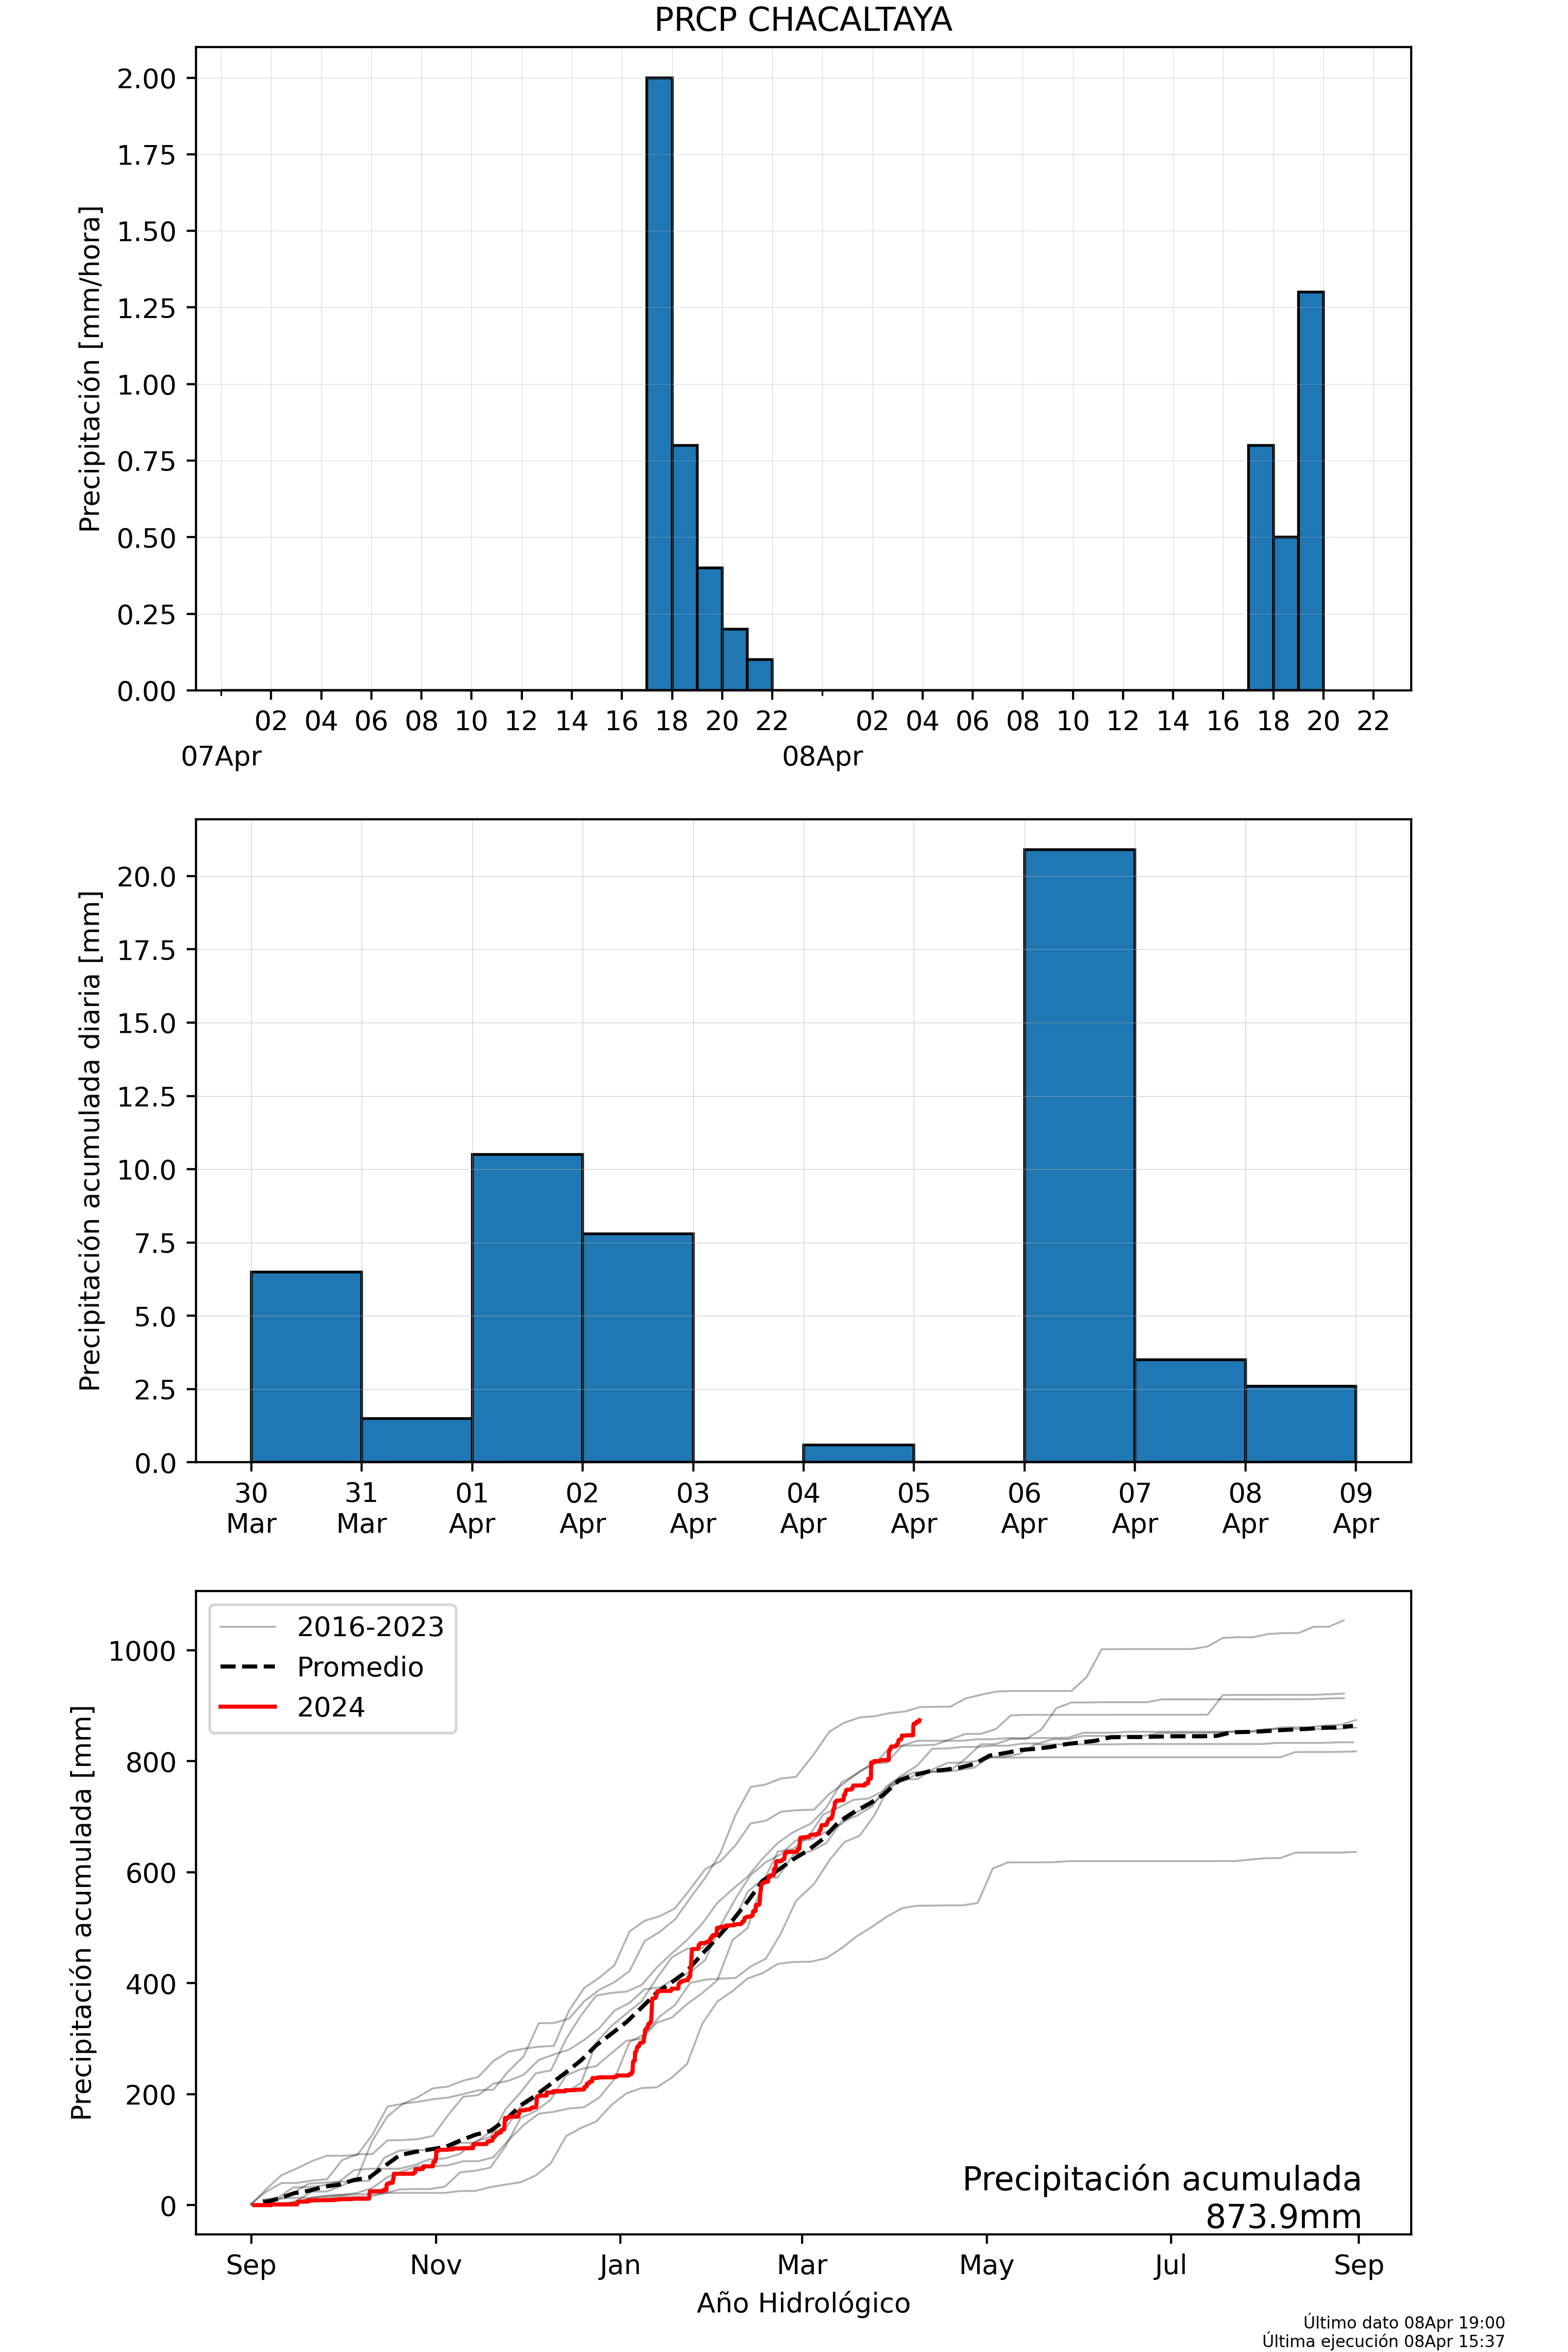 PRCP CHACALTAYA
Precipitación [mm/hora]
2.00
1.75
1.50
1.25
1.00
0.75
0.50
0.25
0.00
02 04 06 08 10 12 14 16 18 20 22 02 04 06 08 10 12 14 16 18 20 22
07Apr 08Apr
Precipitación acumulada diaria [mm]
20.0
17.5
15.0
12.5
10.0
7.5
5.0
2.5
0.0
30 31 01 02 03 04 05 06 07 08 09
Mar Mar Apr Apr Apr Apr Apr Apr Apr Apr Apr
Precipitación acumulada [mm]
1000
800
600
400
200
0
2016-2023
Promedio
2024
Precipitación acumulada
873.9mm
Sep Nov Jan Mar May Jul Sep
Año Hidrológico
Último dato 08Apr 19:00
Última ejecución 08Apr 15:37